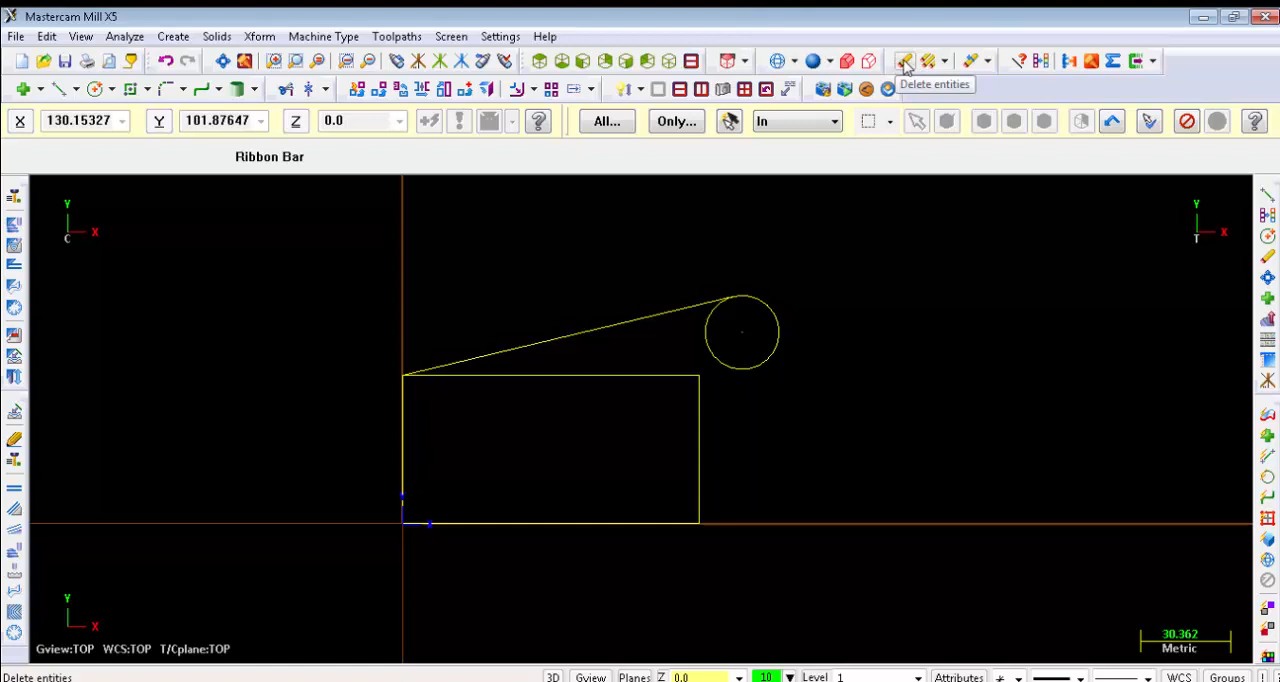 Mastercam Mill X5
File Edit View Analyze Create Solids Xform Machine Type Toolpaths Screen Settings Help
Delete entities
X 130.15327 Y 101.87647 Z 0.0 All... Only... In
Ribbon Bar
Y
X
C
Y
X
T
Y
X
Gview:TOP WCS:TOP T/Cplane:TOP
30.362
Metric
Delete entities 3D Gview Planes Z 0.0 10 Level 1 Attributes WCS Groups